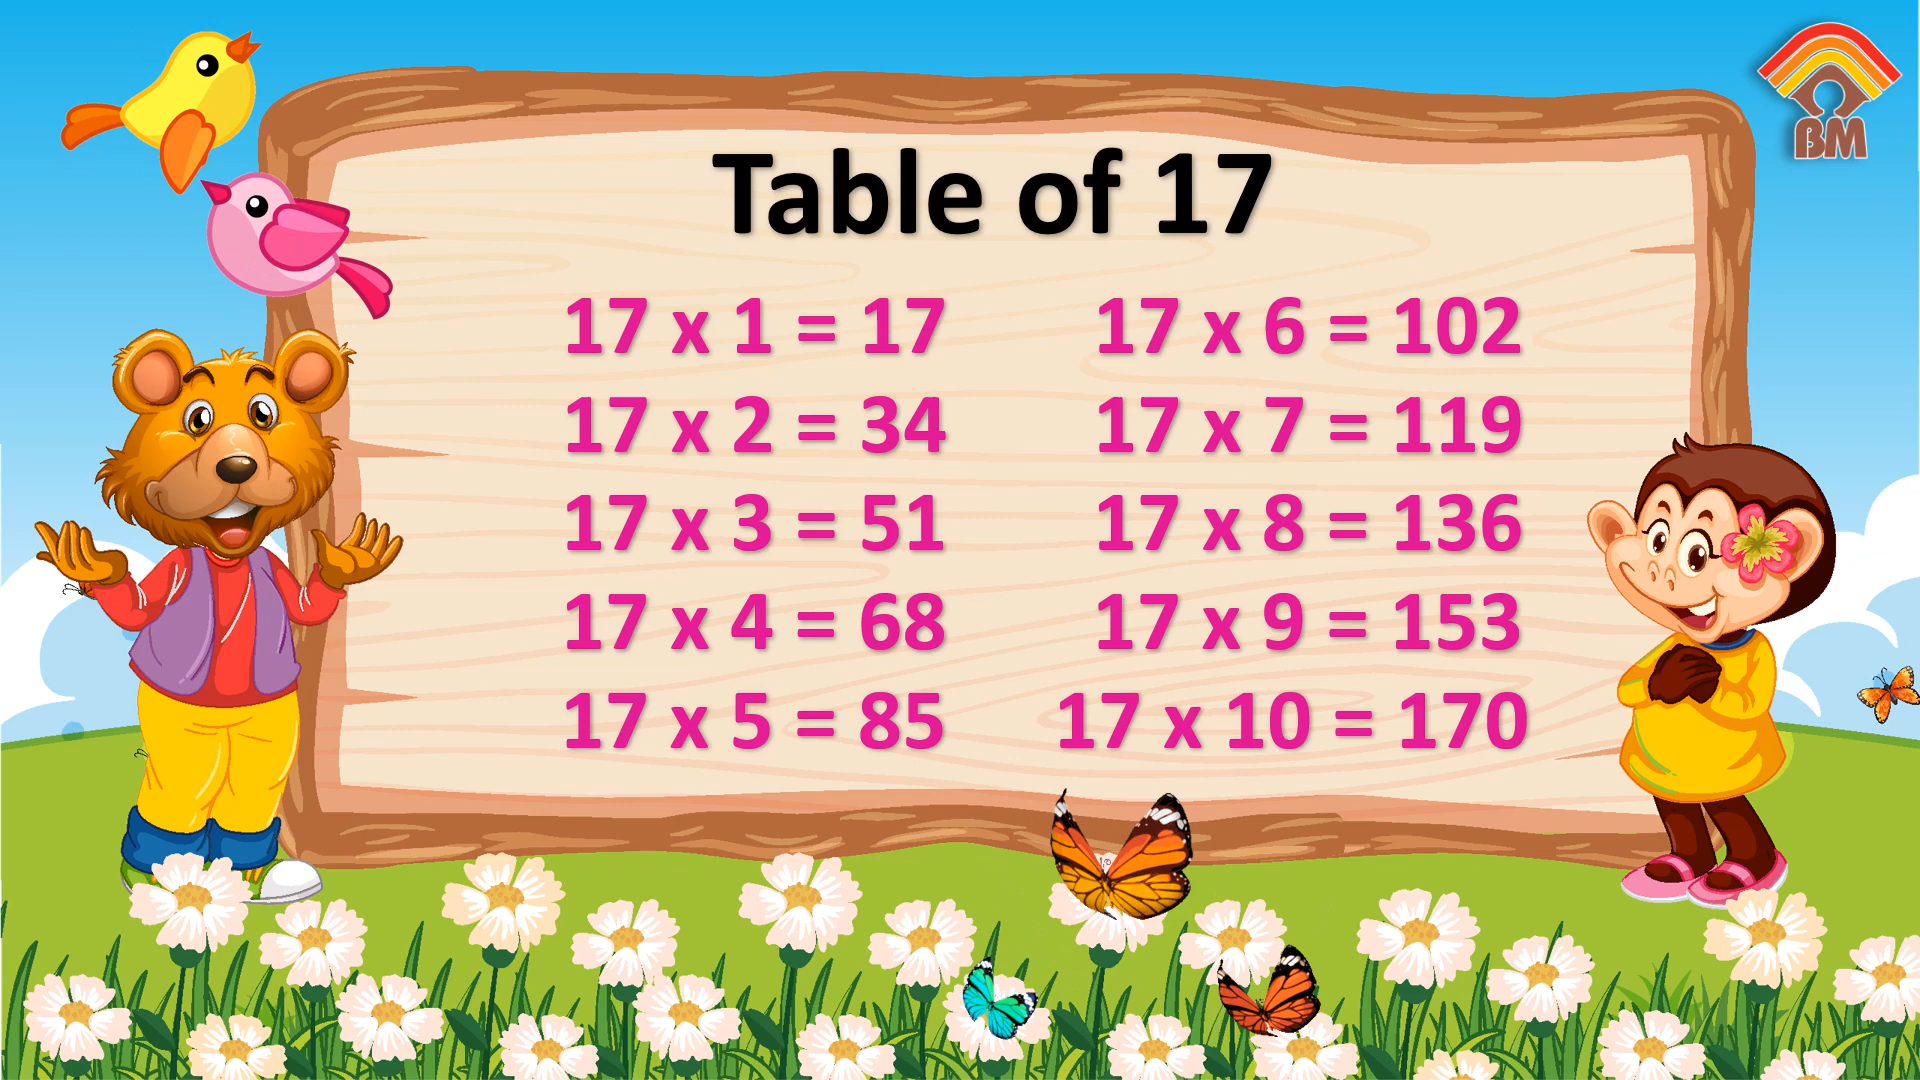 BM
Table of 17
17 x 1 = 17
17 x 2 = 34
17 x 3 = 51
17 x 4 = 68
17 x 5 = 85
17 x 6 = 102
17 x 7 = 119
17 x 8 = 136
17 x 9 = 153
17 x 10 = 170